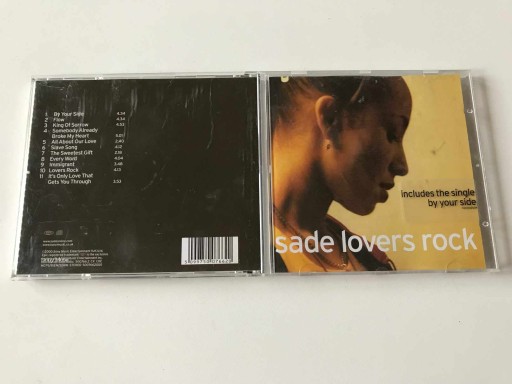 1 By Your Side 4.34
2 Flow 4.34
3 King Of Sorrow 4.53
4 Somebody Already
Broke My Heart 5.01
5 All About Our Love 2.40
6 Slave Song 4.12
7 The Sweetest Gift 2.18
8 Every Word 4.04
9 Immigrant 3.48
10 Lovers Rock 4.13
11 It's Only Love That
Gets You Through 3.53
includes the single
by your side
sade lovers rock